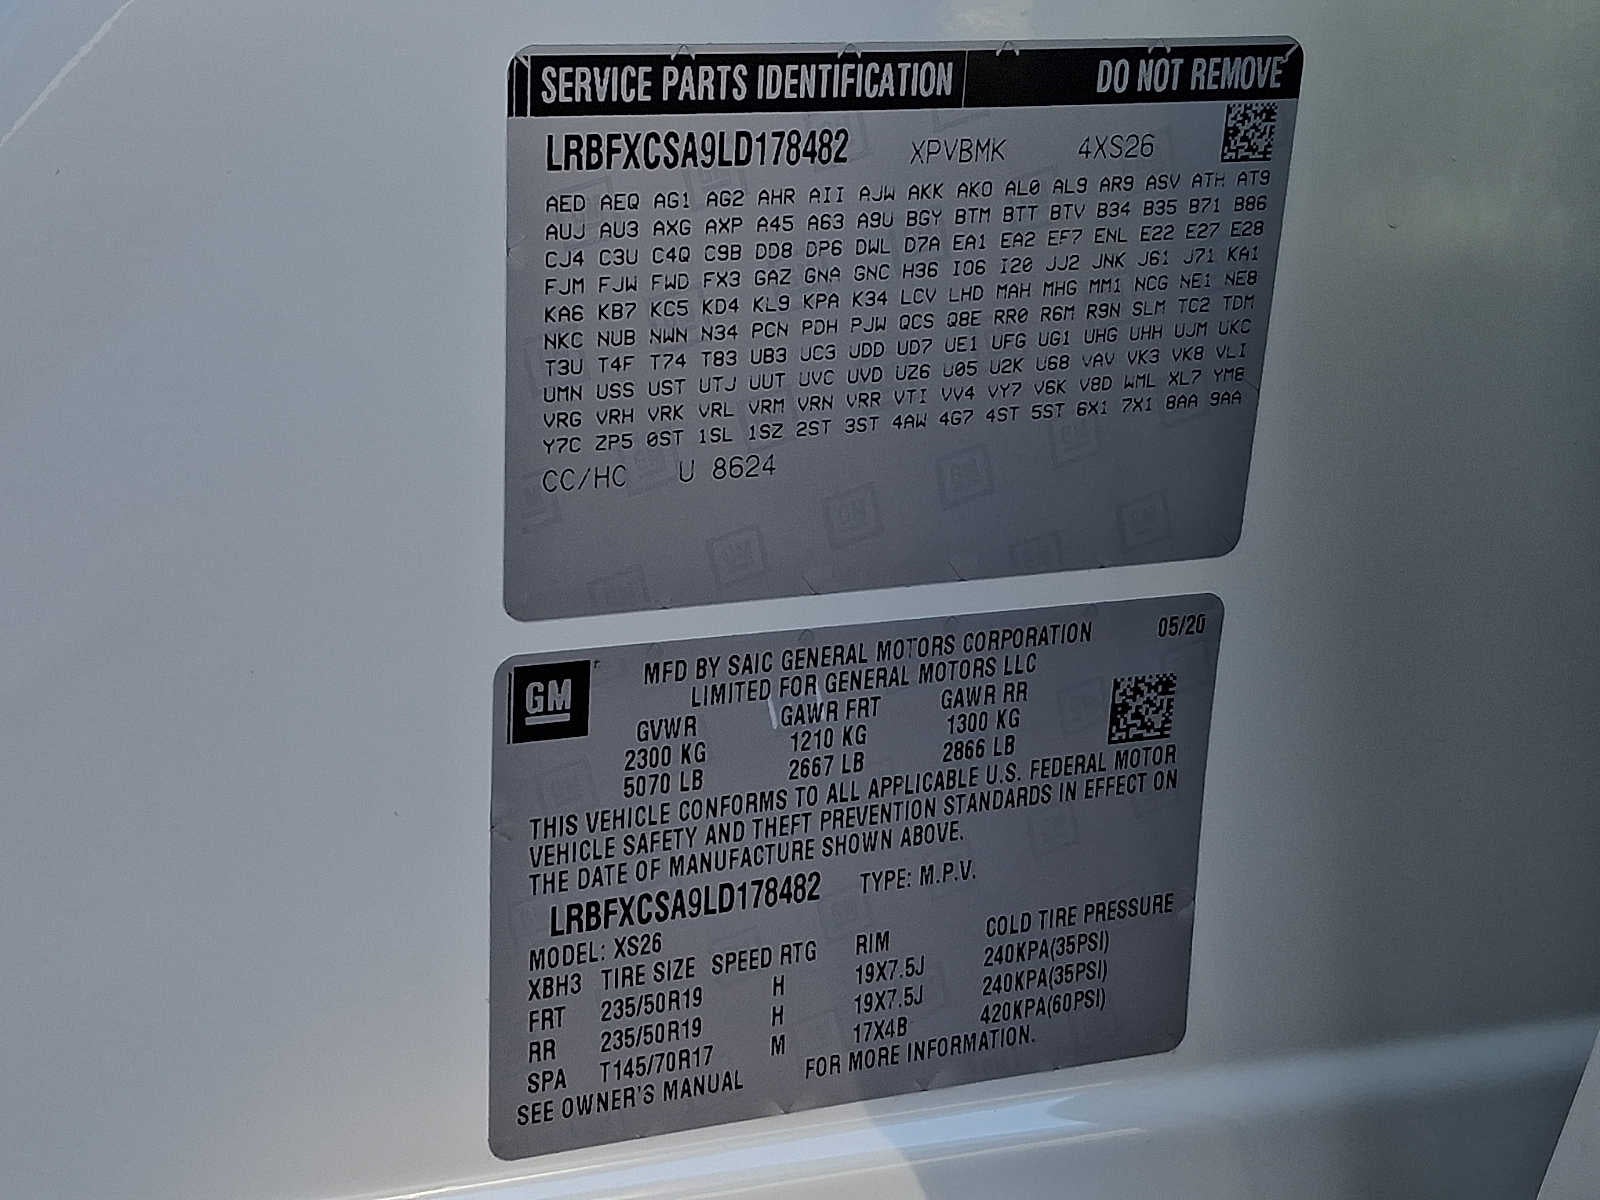 SERVICE PARTS IDENTIFICATION DO NOT REMOVE
LRBFXCSA9LD178482 XPVBMK 4XS26
AED AEQ AG1 AG2 AHR AII AJW AKK AKO AL0 AL9 AR9 ASV ATH AT9
AUJ AU3 AXG AXP A45 A63 A9U BGY BTM BTT BTV B34 B35 B71 B86
CJ4 C3U C4Q C9B DD8 DP6 DWL D7A EA1 EA2 EF7 ENL E22 E27 E28
FJM FJW FWD FX3 GAZ GNA GNC H36 IO6 I20 JJ2 JNK J61 J71 KA1
KA6 KB7 KC5 KD4 KL9 KPA K34 LCV LHD MAH MHG MM1 NCG NE1 NE8
NKC NUB NWN N34 PCN PDH PJW QCS Q8E RR0 R6M R9N SLM TC2 TDM
T3U T4F T74 T83 UB3 UC3 UDD UD7 UE1 UFG UG1 UHG UHH UJM UKC
UMN USS UST UTJ UUT UVC UVD UZ6 U05 U2K U68 VAV VK3 VK8 VLI
VRG VRH VRK VRL VRM VRN VRR VTI VV4 VY7 V6K V8D WML XL7 YM8
Y7C ZP5 0ST 1SL 1SZ 2ST 3ST 4AW 4G7 4ST 5ST 6X1 7X1 8AA 9AA
CC/HC U 8624
05/20
GM
MFD BY SAIC GENERAL MOTORS CORPORATION
LIMITED FOR GENERAL MOTORS LLC
GVWR GAWR FRT GAWR RR
2300 KG 1210 KG 1300 KG
5070 LB 2667 LB 2866 LB
THIS VEHICLE CONFORMS TO ALL APPLICABLE U.S. FEDERAL MOTOR
VEHICLE SAFETY AND THEFT PREVENTION STANDARDS IN EFFECT ON
THE DATE OF MANUFACTURE SHOWN ABOVE.
LRBFXCSA9LD178482 TYPE: M.P.V.
MODEL: XS26
XBH3 TIRE SIZE SPEED RTG RIM COLD TIRE PRESSURE
FRT 235/50R19 H 19X7.5J 240KPA(35PSI)
RR 235/50R19 H 19X7.5J 240KPA(35PSI)
SPA T145/70R17 M 17X4B 420KPA(60PSI)
SEE OWNER'S MANUAL FOR MORE INFORMATION.